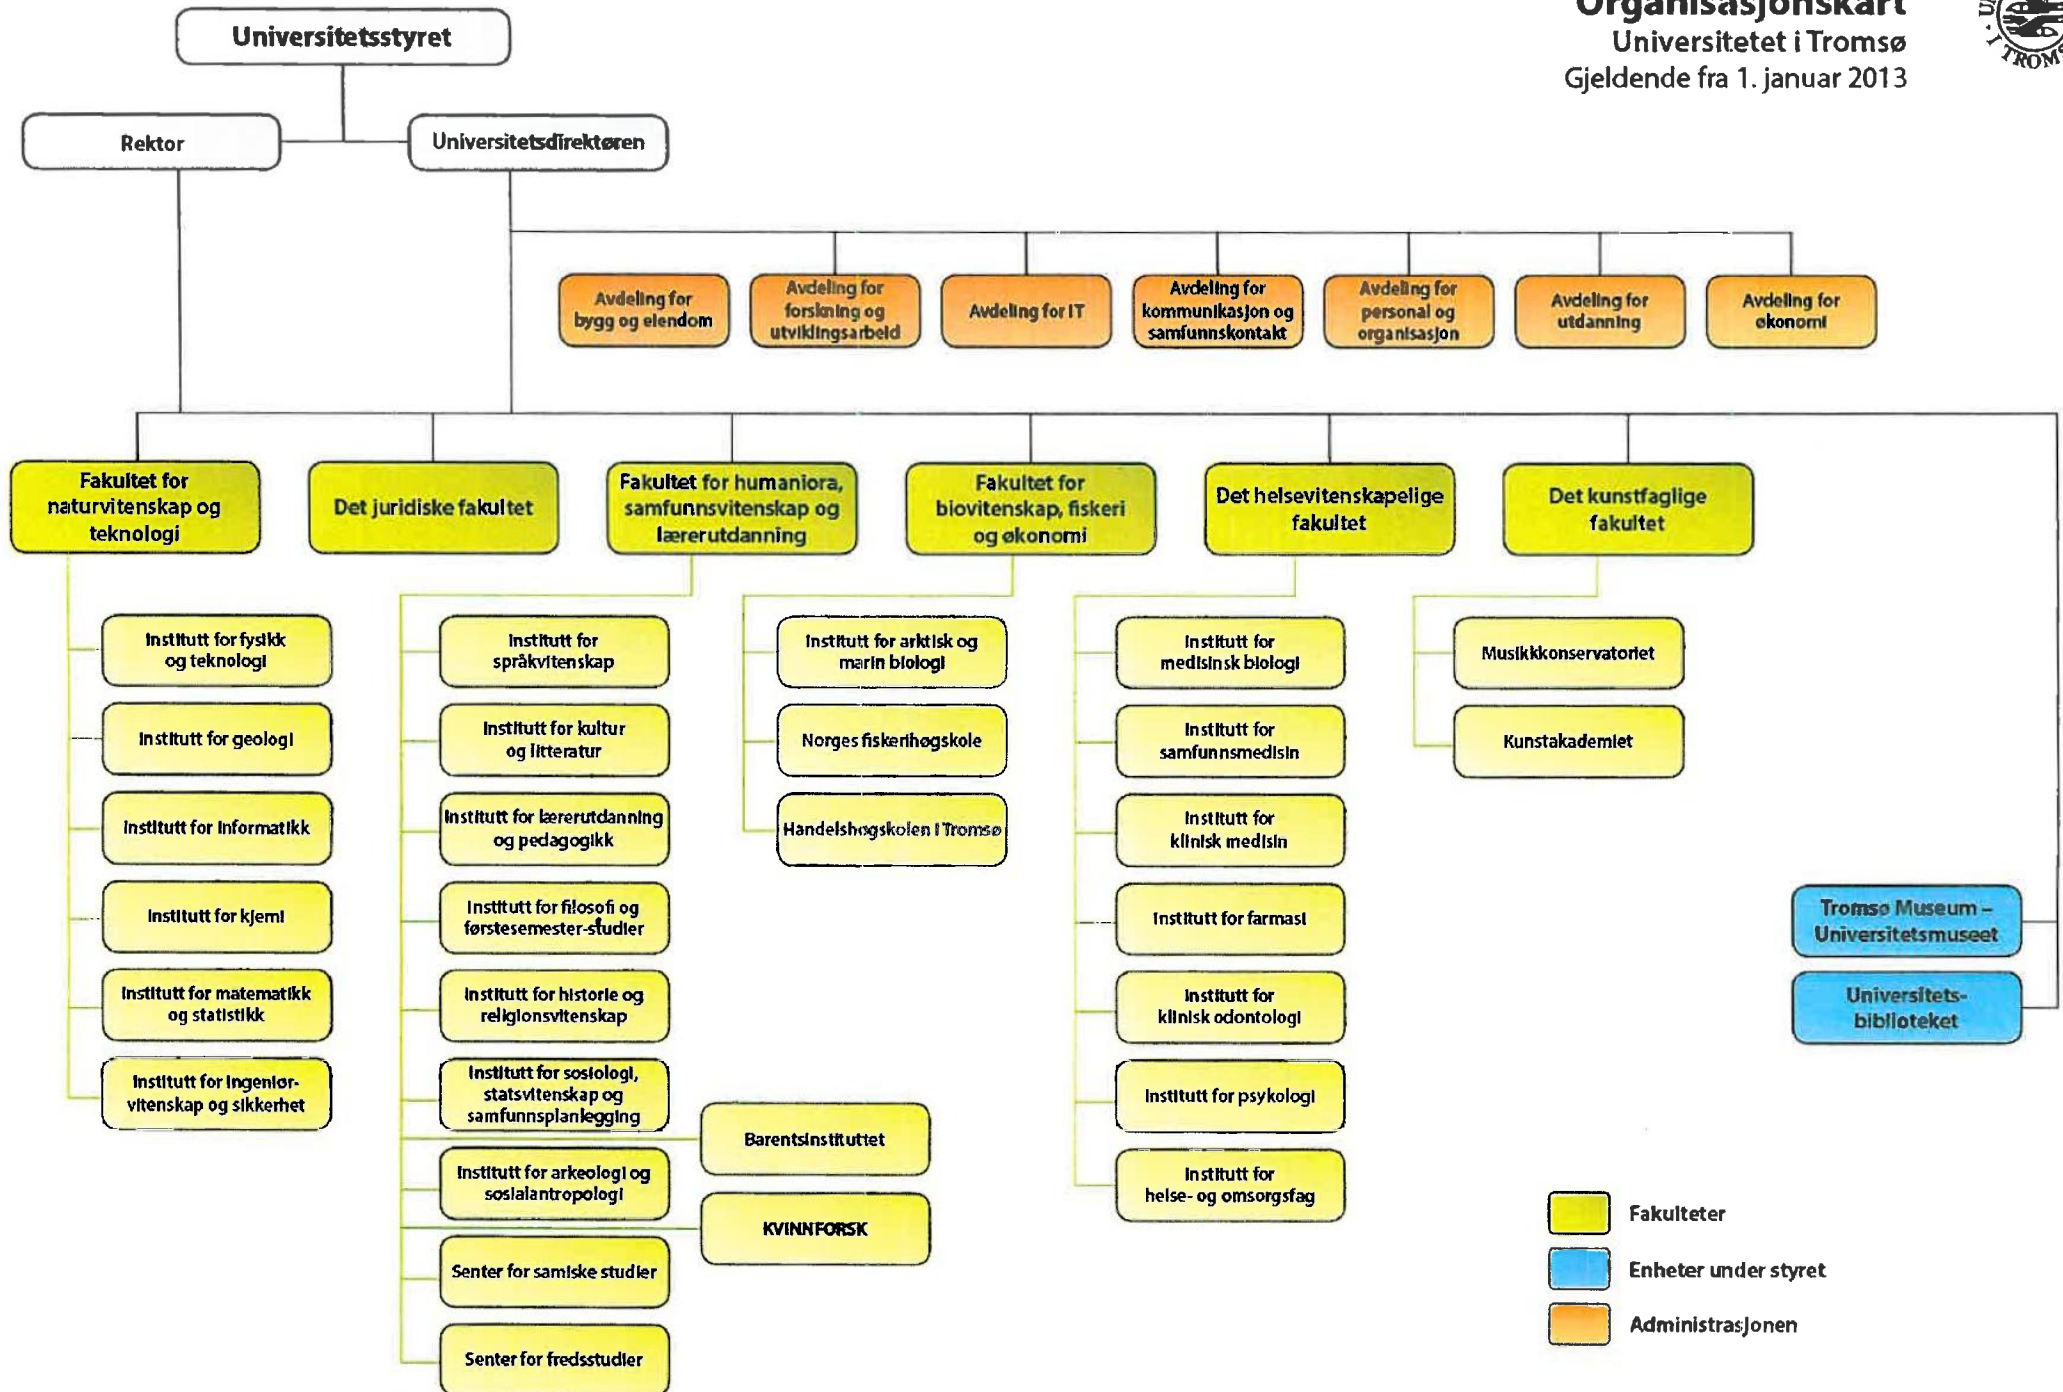 Organisasjonskart
Universitetet i Tromsø
Gjeldende fra 1. januar 2013
I TROMSØ
Universitetsstyret
Rektor
Universitetsdirektøren
Avdeling for
bygg og eiendom
Avdeling for
forskning og
utviklingsarbeid
Avdeling for IT
Avdeling for
kommunikasjon og
samfunnskontakt
Avdeling for
personal og
organisasjon
Avdeling for
utdanning
Avdeling for
økonomi
Fakultet for
naturvitenskap og
teknologi
Det juridiske fakultet
Fakultet for humaniora,
samfunnsvitenskap og
lærerutdanning
Fakultet for
biovitenskap, fiskeri
og økonomi
Det helsevitenskapelige
fakultet
Det kunstfaglige
fakultet
Institutt for fysikk
og teknologi
Institutt for geologi
Institutt for informatikk
Institutt for kjemi
Institutt for matematikk
og statistikk
Institutt for ingeniør-
vitenskap og sikkerhet
Institutt for
språkvitenskap
Institutt for kultur
og litteratur
Institutt for lærerutdanning
og pedagogikk
Institutt for filosofi og
førstesemester-studier
Institutt for historie og
religionsvitenskap
Institutt for sosiologi,
statsvitenskap og
samfunnsplanlegging
Barentsinstituttet
Institutt for arkeologi og
sosialantropologi
KVINNFORSK
Senter for samiske studier
Senter for fredsstudier
Institutt for arktisk og
marin biologi
Norges fiskerihøgskole
Handelshøgskolen i Tromsø
Institutt for
medisinsk biologi
Institutt for
samfunnsmedisin
Institutt for
klinisk medisin
Institutt for farmasi
Institutt for
klinisk odontologi
Institutt for psykologi
Institutt for
helse- og omsorgsfag
Musikkkonservatoriet
Kunstakademiet
Tromsø Museum –
Universitetsmuseet
Universitets-
biblioteket
Fakulteter
Enheter under styret
Administrasjonen